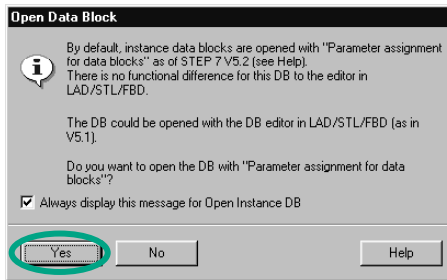 Open Data Block
By default, instance data blocks are opened with "Parameter assignment
for data blocks" as of STEP 7 V5.2 (see Help).
There is no functional difference for this DB to the editor in
LAD/STL/FBD.
The DB could be opened with the DB editor in LAD/STL/FBD (as in
V5.1).
Do you want to open the DB with "Parameter assignment for data
blocks"?
Always display this message for Open Instance DB
Yes No Help